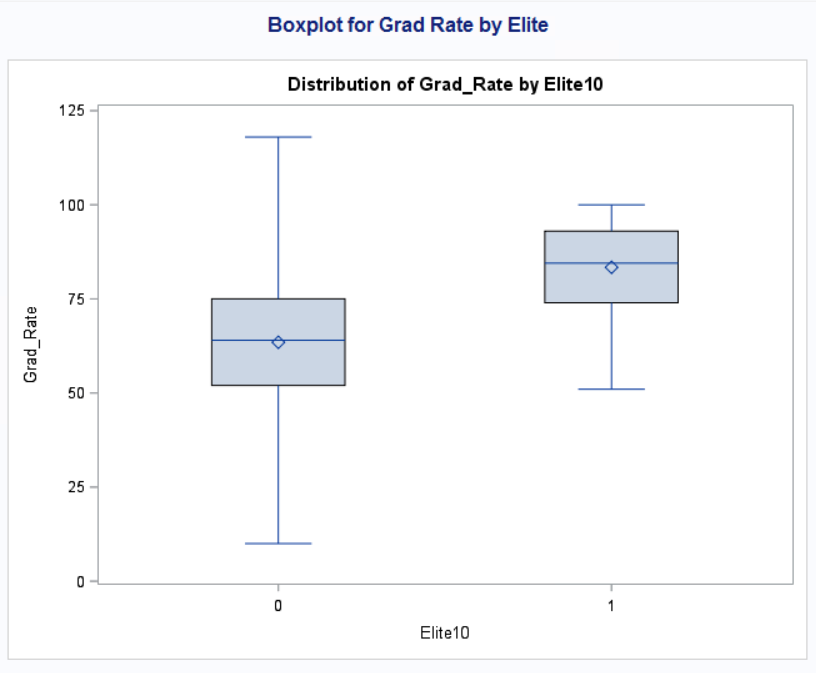 Boxplot for Grad Rate by Elite
Distribution of Grad_Rate by Elite10
125
100
75
50
25
0
Grad_Rate
0 1
Elite10